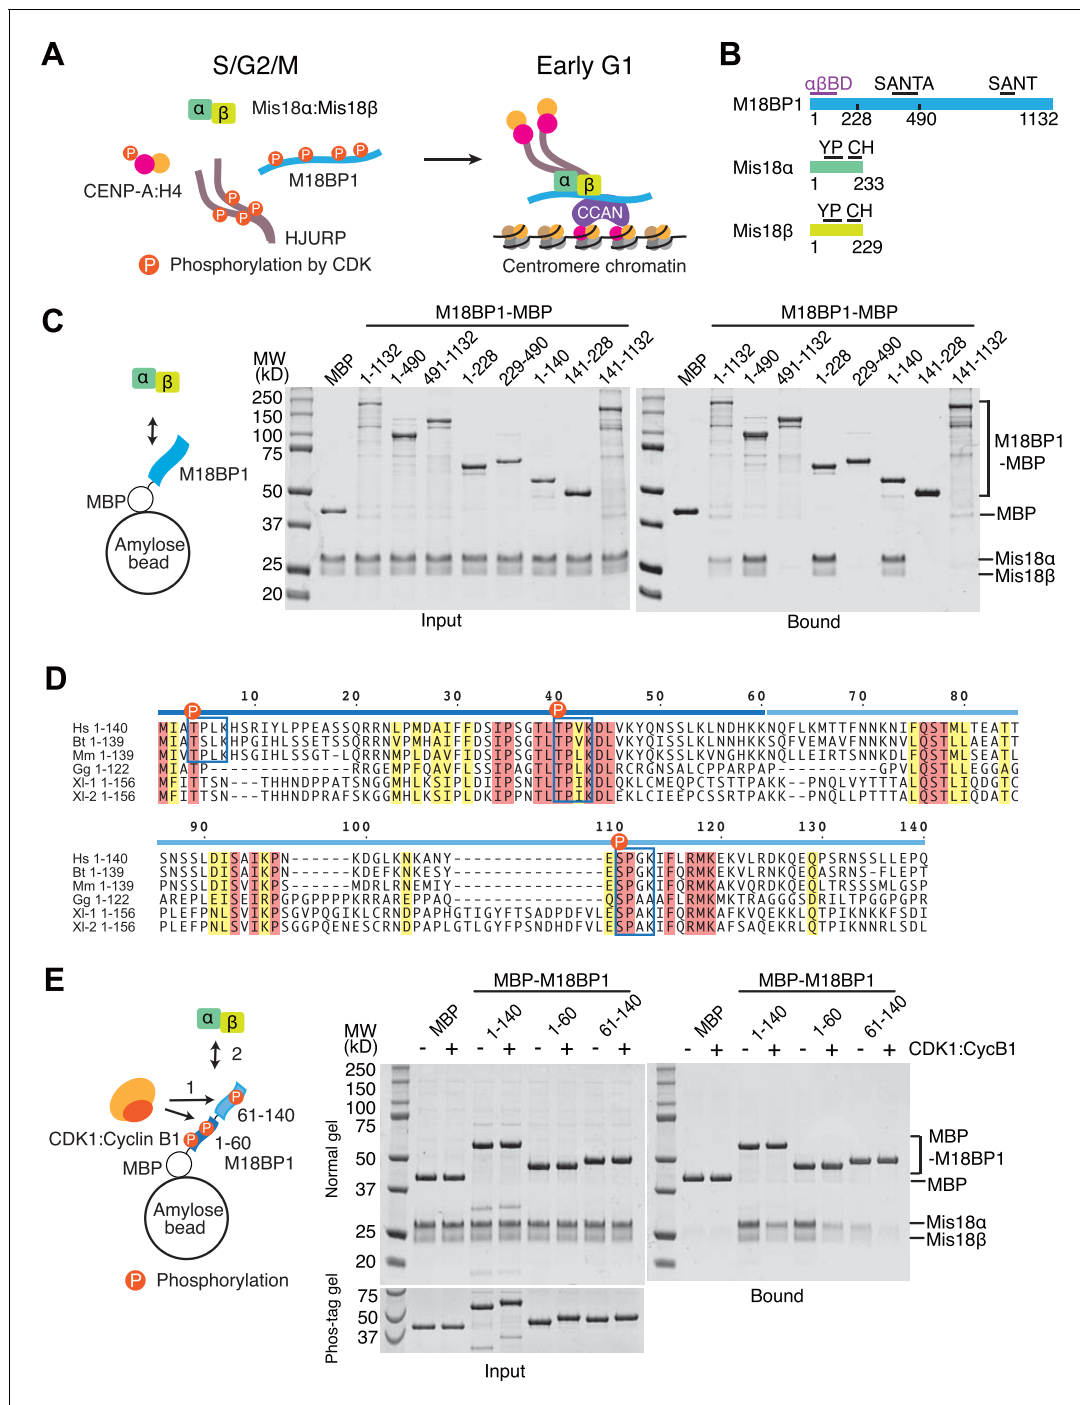 A
S/G2/M
Early G1
α β Mis18α:Mis18β
P
CENP-A:H4
P P P P
M18BP1
P P P P P
HJURP
P Phosphorylation by CDK
α β
CCAN
Centromere chromatin
B
αβBD SANTA SANT
M18BP1
1 228 490 1132
YP CH
Mis18α
1 233
YP CH
Mis18β
1 229
C
α β
M18BP1
MBP
Amylose
bead
M18BP1-MBP
MW
(kD)
MBP 1-1132 1-490 491-1132 1-228 229-490 1-140 141-228 141-1132
250
150
100
75
50
37
25
20
Input
M18BP1-MBP
MBP 1-1132 1-490 491-1132 1-228 229-490 1-140 141-228 141-1132
M18BP1
-MBP
MBP
Mis18α
Mis18β
Bound
D
10 20 30 40 50 60 70 80
P P
Hs 1-140 MIATPLKHSRIYLPPEASSQRRNLPMDAIFFDSIPSGTLTPVKDLVKYQNSSLKLNDHKKNQFLKMTTFNNKNIFQSTMLTEATT
Bt 1-139
Mm 1-139
Gg 1-122
Xl-1 1-156
Xl-2 1-156
90 100 110 120 130 140
P
Hs 1-140 SNSSLDISAIKPN------KDGLKNKANY---------------ESPGKIFLRMKEKVLRDKQEQPSRNSSLLEPQ
Bt 1-139
Mm 1-139
Gg 1-122
Xl-1 1-156 PLEFPNLSVIKPSGVPQGIKLCRNDPAPHGTIGYFTSADPDFVLESPAKIFQRMKAFKVQEKKLQTPIKNNRKFSDI
Xl-2 1-156 PLEFPNLSVIKPSGGPQENESCRNDPAPLGTLGYFPSNDHDFVLESPAKIFQRMKAFSAQEKRLQTPIKNNKKFSDL
E
α β
2
1
P
61-140
CDK1:Cyclin B1
P P
1-60
M18BP1
MBP
Amylose
bead
P Phosphorylation
MBP-M18BP1
MW
(kD)
MBP 1-140 1-60 61-140
- + - + - + - +
250
150
100
75
50
37
25
20
Normal gel
75
50
37
Phos-tag gel
Input
MBP-M18BP1
MBP 1-140 1-60 61-140
- + - + - + - + CDK1:CycB1
MBP
-M18BP1
MBP
Mis18α
Mis18β
Bound